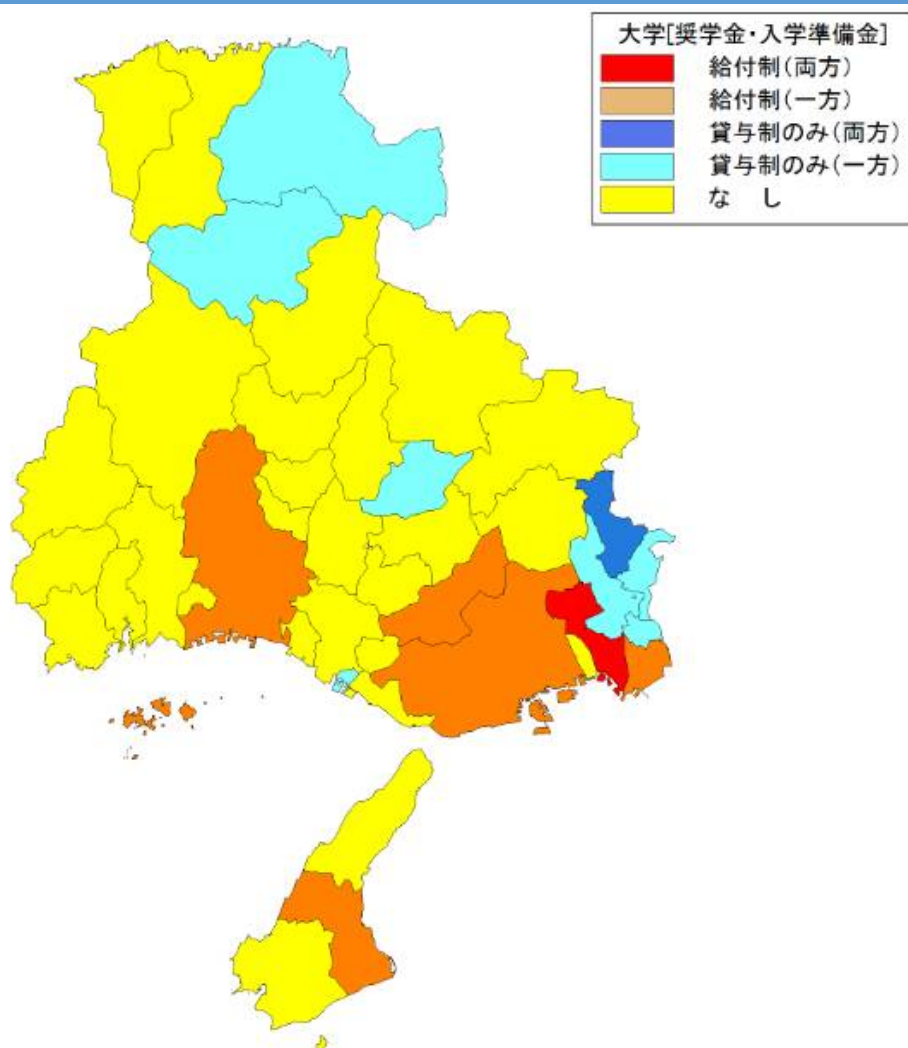 大学[奨学金・入学準備金]
給付制(両方)
給付制(一方)
貸与制のみ(両方)
貸与制のみ(一方)
な し